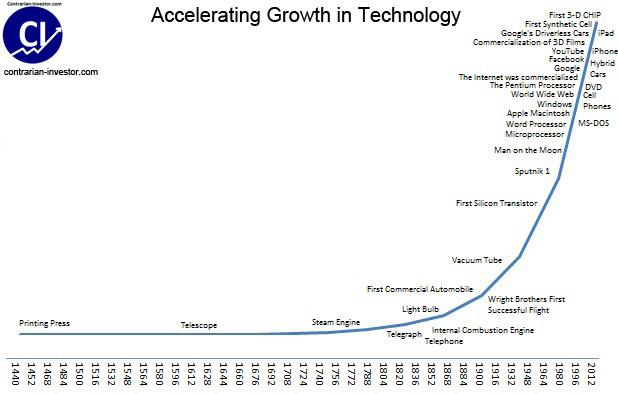 Contrarian-Investor.com
CI
contrarian-investor.com
Accelerating Growth in Technology
First 3-D CHIP
First Synthetic Cell
iPad
Google's Driverless Cars
Commercialization of 3D Films
YouTube
iPhone
Facebook
Hybrid
Cars
Google
The Internet was commercialized
The Pentium Processor
DVD
World Wide Web
Cell
Phones
Windows
Apple Macintosh
Word Processor
MS-DOS
Microprocessor
Man on the Moon
Sputnik 1
First Silicon Transistor
Vacuum Tube
First Commercial Automobile
Wright Brothers First
Successful Flight
Light Bulb
Printing Press
Telescope
Steam Engine
Telegraph
Internal Combustion Engine
Telephone
1440
1452
1468
1484
1500
1516
1532
1548
1564
1580
1596
1612
1628
1644
1660
1676
1692
1708
1724
1740
1756
1772
1788
1804
1820
1836
1852
1868
1884
1900
1916
1932
1948
1964
1980
1996
2012